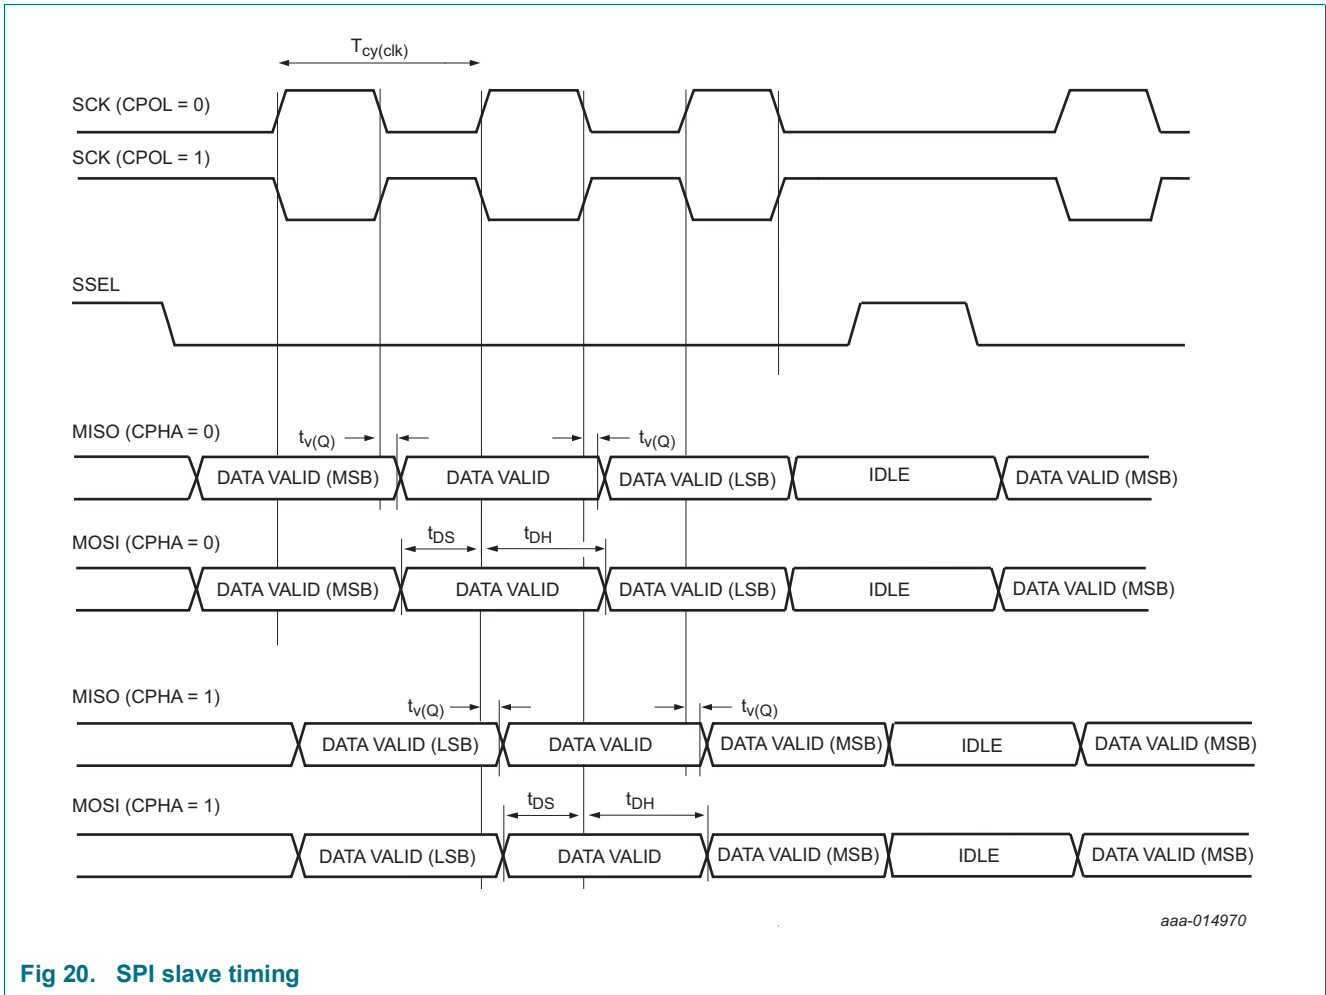 Tcy(clk)
SCK (CPOL = 0)
SCK (CPOL = 1)
SSEL
MISO (CPHA = 0)
tv(Q) tv(Q)
DATA VALID (MSB) DATA VALID DATA VALID (LSB) IDLE DATA VALID (MSB)
tDS tDH
MOSI (CPHA = 0)
DATA VALID (MSB) DATA VALID DATA VALID (LSB) IDLE DATA VALID (MSB)
MISO (CPHA = 1)
tv(Q) tv(Q)
DATA VALID (LSB) DATA VALID DATA VALID (MSB) IDLE DATA VALID (MSB)
tDS tDH
MOSI (CPHA = 1)
DATA VALID (LSB) DATA VALID DATA VALID (MSB) IDLE DATA VALID (MSB)
aaa-014970
Fig 20. SPI slave timing